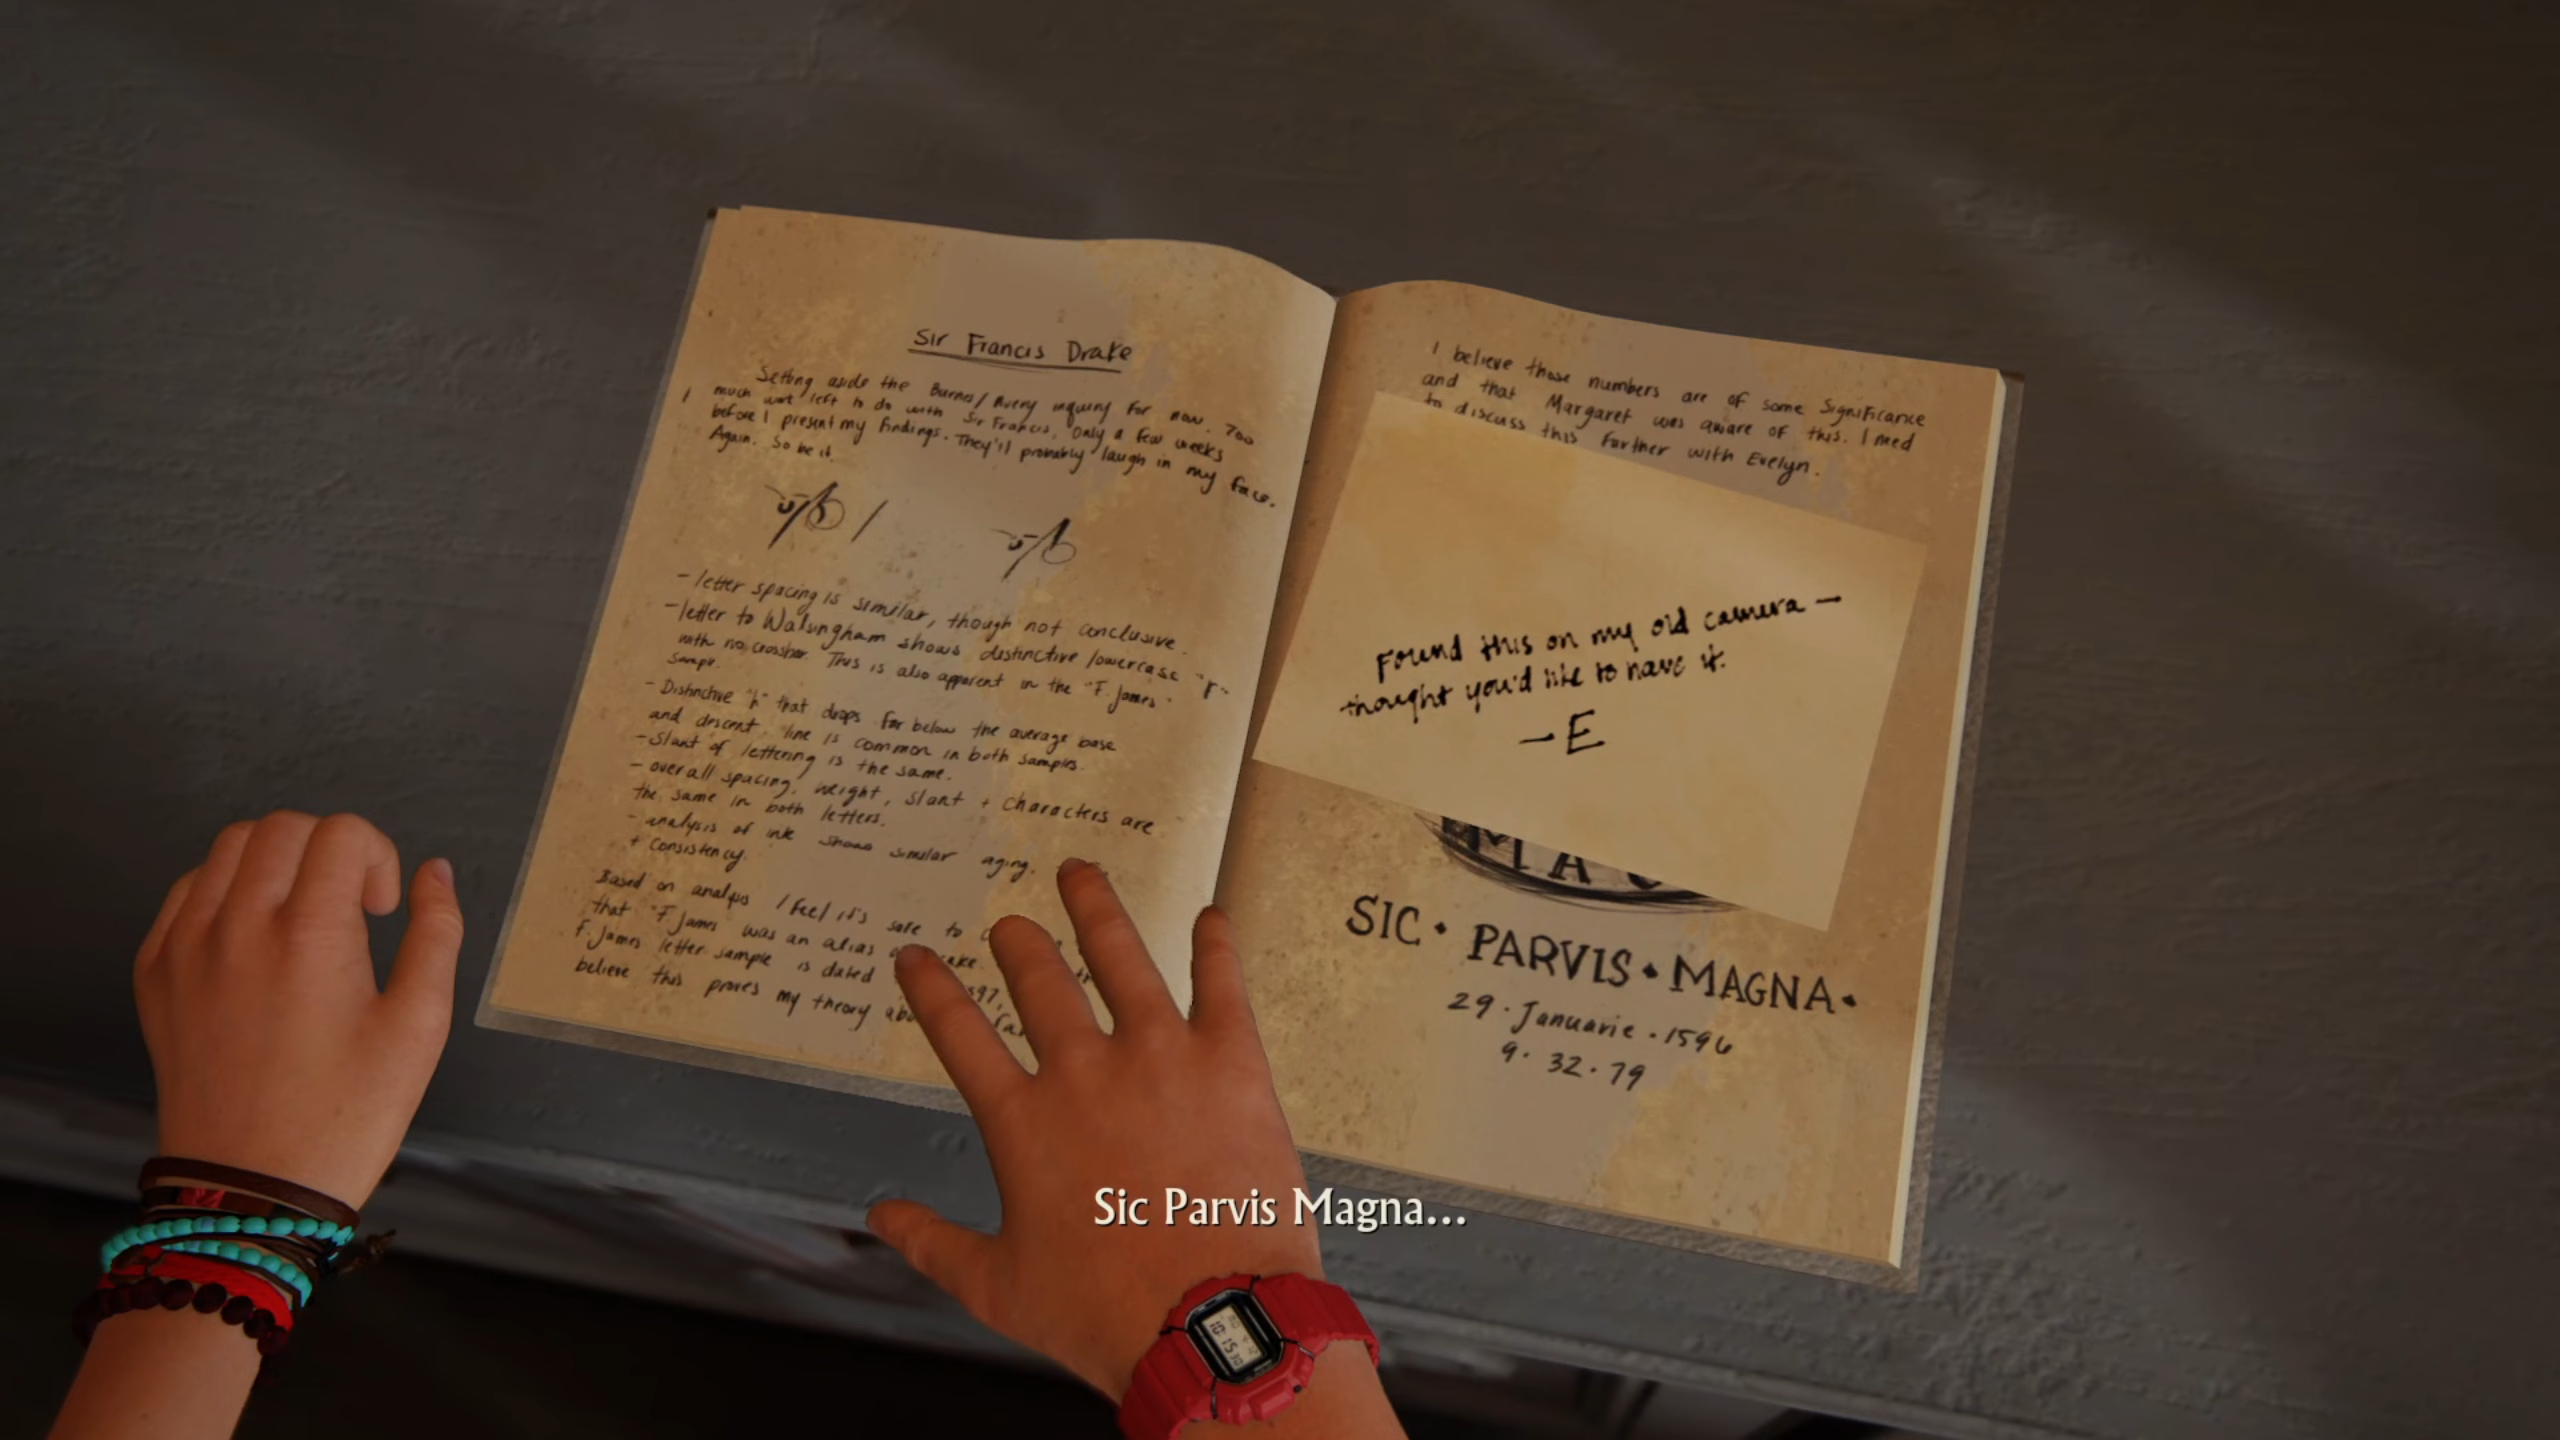 Sir Francis Drake
Setting aside the Burnes/Avery inquiry for now. Too
much work left to do with Sir Francis. Only a few weeks
before I present my findings. They'll probably laugh in my face.
Again. So be it.
- letter spacing is similar, though not conclusive.
- letter to Walsingham shows distinctive lowercase "r"
with no crossbar. This is also apparent in the "F. James"
sample.
- Distinctive "h" that drops far below the average base
and descent line is common in both samples.
- Slant of lettering is the same.
- overall spacing, height, slant + characters are
the same in both letters.
- analysis of ink shows similar aging
+ consistency.
Based on analysis I feel it's safe to
that "F. James" was an alias
F. James letter sample is dated
believe this proves my theory
I believe those numbers are of some significance
and that Margaret was aware of this. I need
to discuss this further with Evelyn.
Found this on my old camera —
thought you'd like to have it.
— E
MAG
SIC · PARVIS · MAGNA ·
29 · Januarie · 1596
9 · 32 · 79
Sic Parvis Magna...
10:15 30